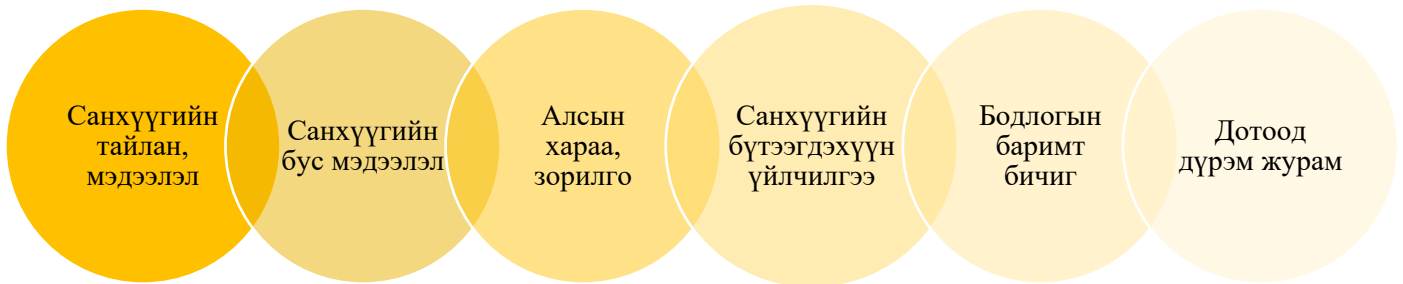 Санхүүгийн
тайлан,
мэдээлэл
Санхүүгийн
бус мэдээлэл
Алсын
хараа,
зорилго
Санхүүгийн
бүтээгдэхүүн
үйлчилгээ
Бодлогын
баримт
бичиг
Дотоод
дүрэм журам